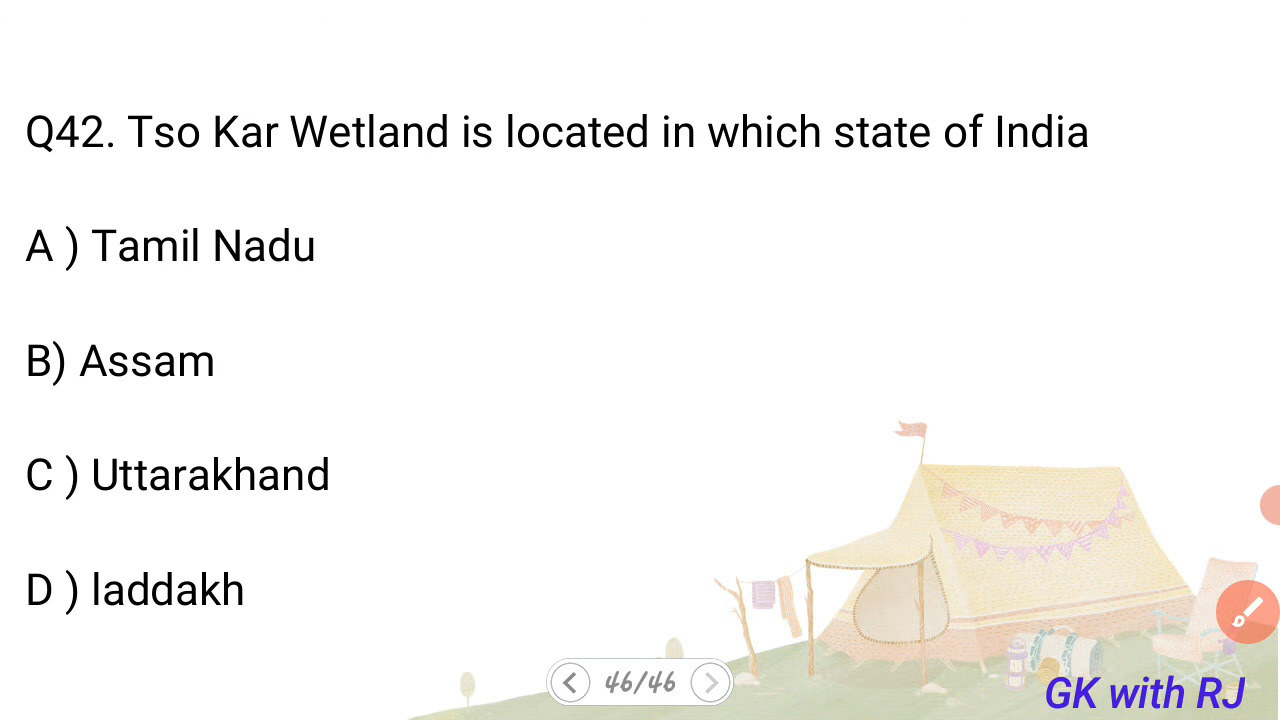 Q42. Tso Kar Wetland is located in which state of India
A ) Tamil Nadu
B) Assam
C ) Uttarakhand
D ) laddakh
46/46
GK with RJ